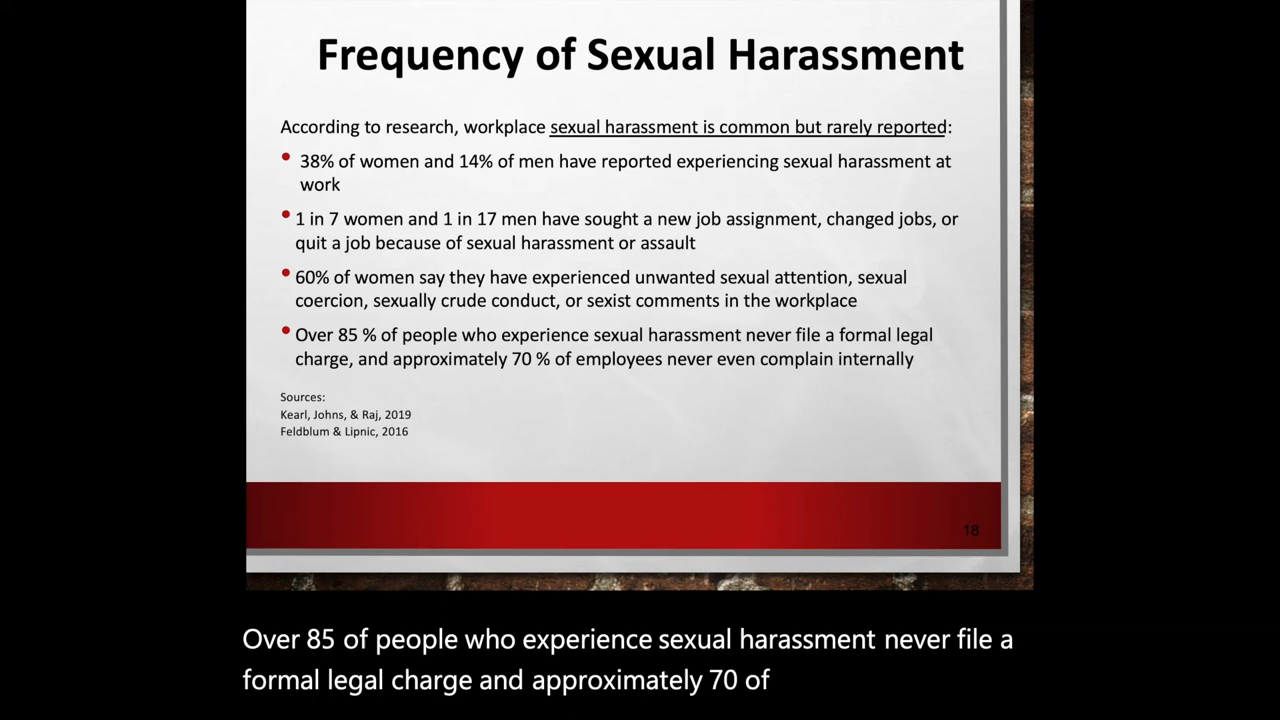 Frequency of Sexual Harassment
According to research, workplace sexual harassment is common but rarely reported:
• 38% of women and 14% of men have reported experiencing sexual harassment at
work
• 1 in 7 women and 1 in 17 men have sought a new job assignment, changed jobs, or
quit a job because of sexual harassment or assault
• 60% of women say they have experienced unwanted sexual attention, sexual
coercion, sexually crude conduct, or sexist comments in the workplace
• Over 85 % of people who experience sexual harassment never file a formal legal
charge, and approximately 70 % of employees never even complain internally
Sources:
Kearl, Johns, & Raj, 2019
Feldblum & Lipnic, 2016
18
Over 85 of people who experience sexual harassment never file a
formal legal charge and approximately 70 of